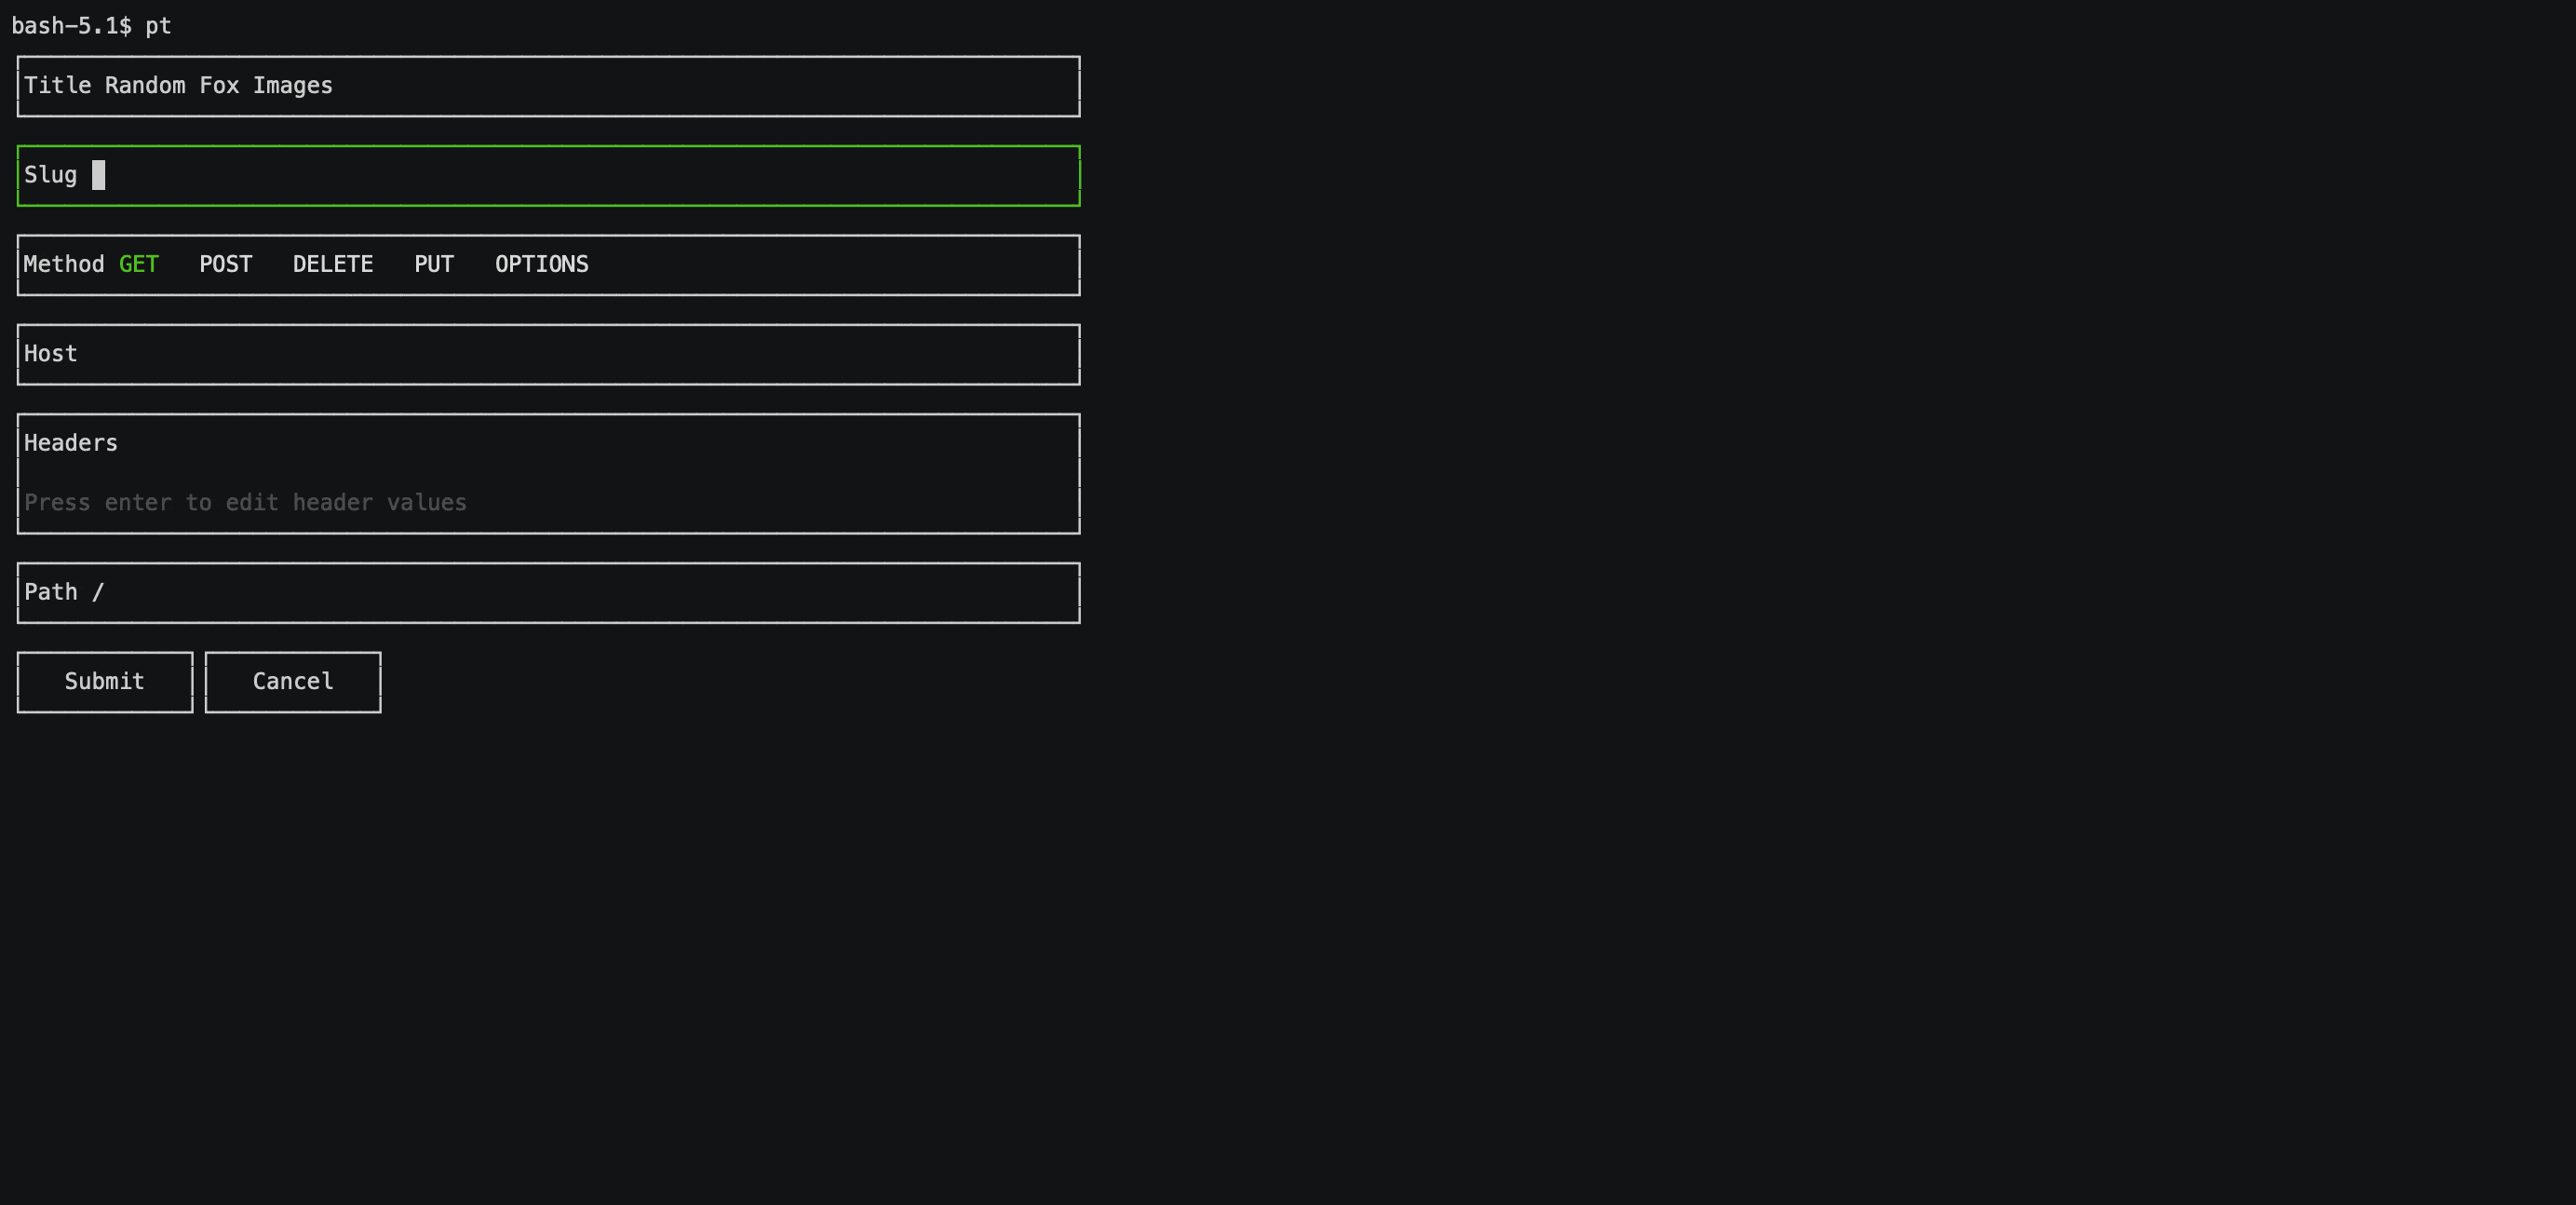 bash-5.1$ pt
Title Random Fox Images
Slug
Method GET POST DELETE PUT OPTIONS
Host
Headers
Press enter to edit header values
Path /
Submit Cancel